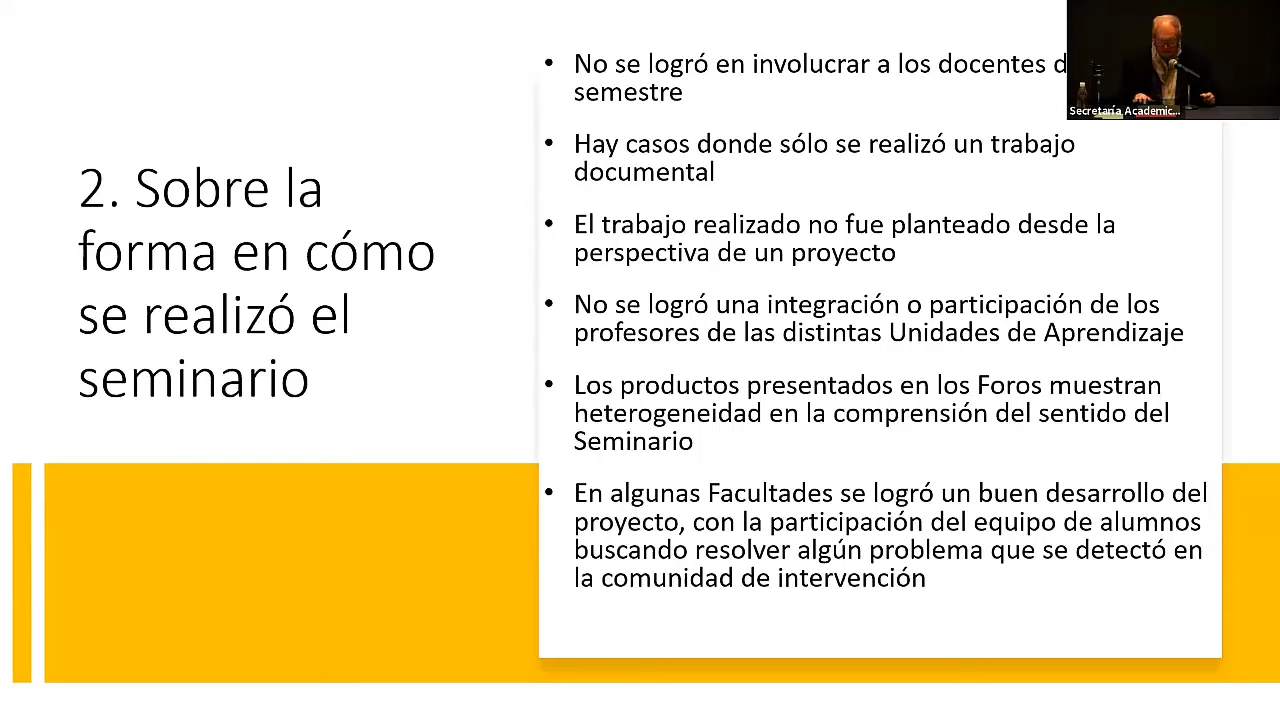 2. Sobre la
forma en cómo
se realizó el
seminario
• No se logró en involucrar a los docentes
semestre
• Hay casos donde sólo se realizó un trabajo
documental
• El trabajo realizado no fue planteado desde la
perspectiva de un proyecto
• No se logró una integración o participación de los
profesores de las distintas Unidades de Aprendizaje
• Los productos presentados en los Foros muestran
heterogeneidad en la comprensión del sentido del
Seminario
• En algunas Facultades se logró un buen desarrollo del
proyecto, con la participación del equipo de alumnos
buscando resolver algún problema que se detectó en
la comunidad de intervención
Secretaría Academic...